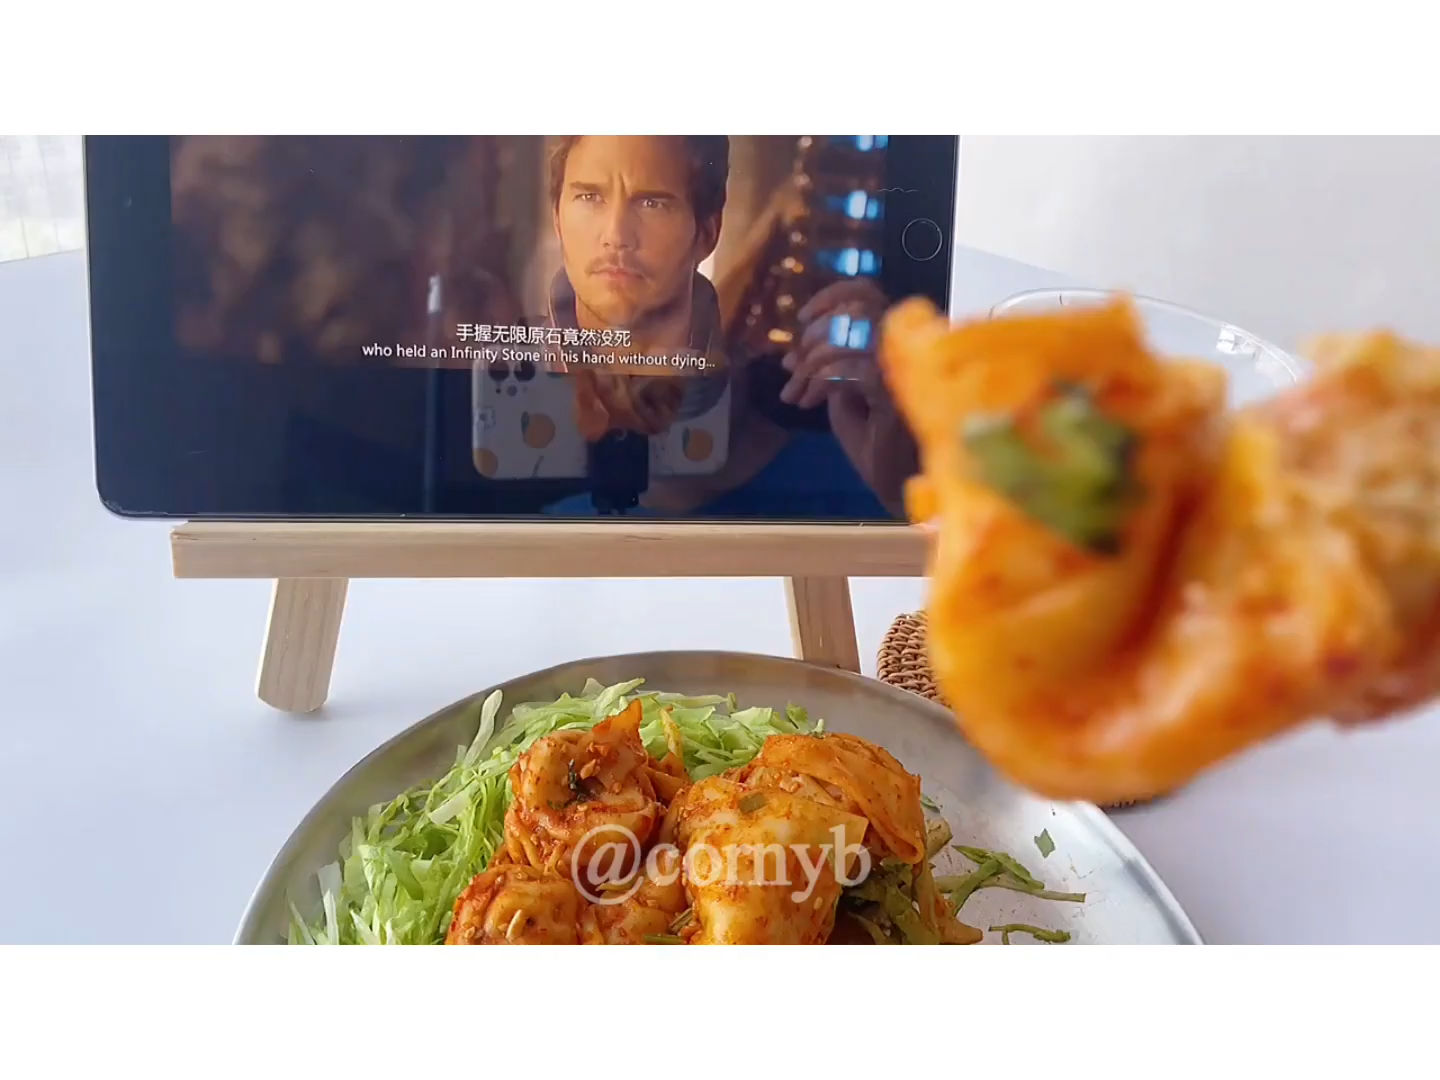 手握无限原石竟然没死
who held an Infinity Stone in his hand without dying...
@cornyb